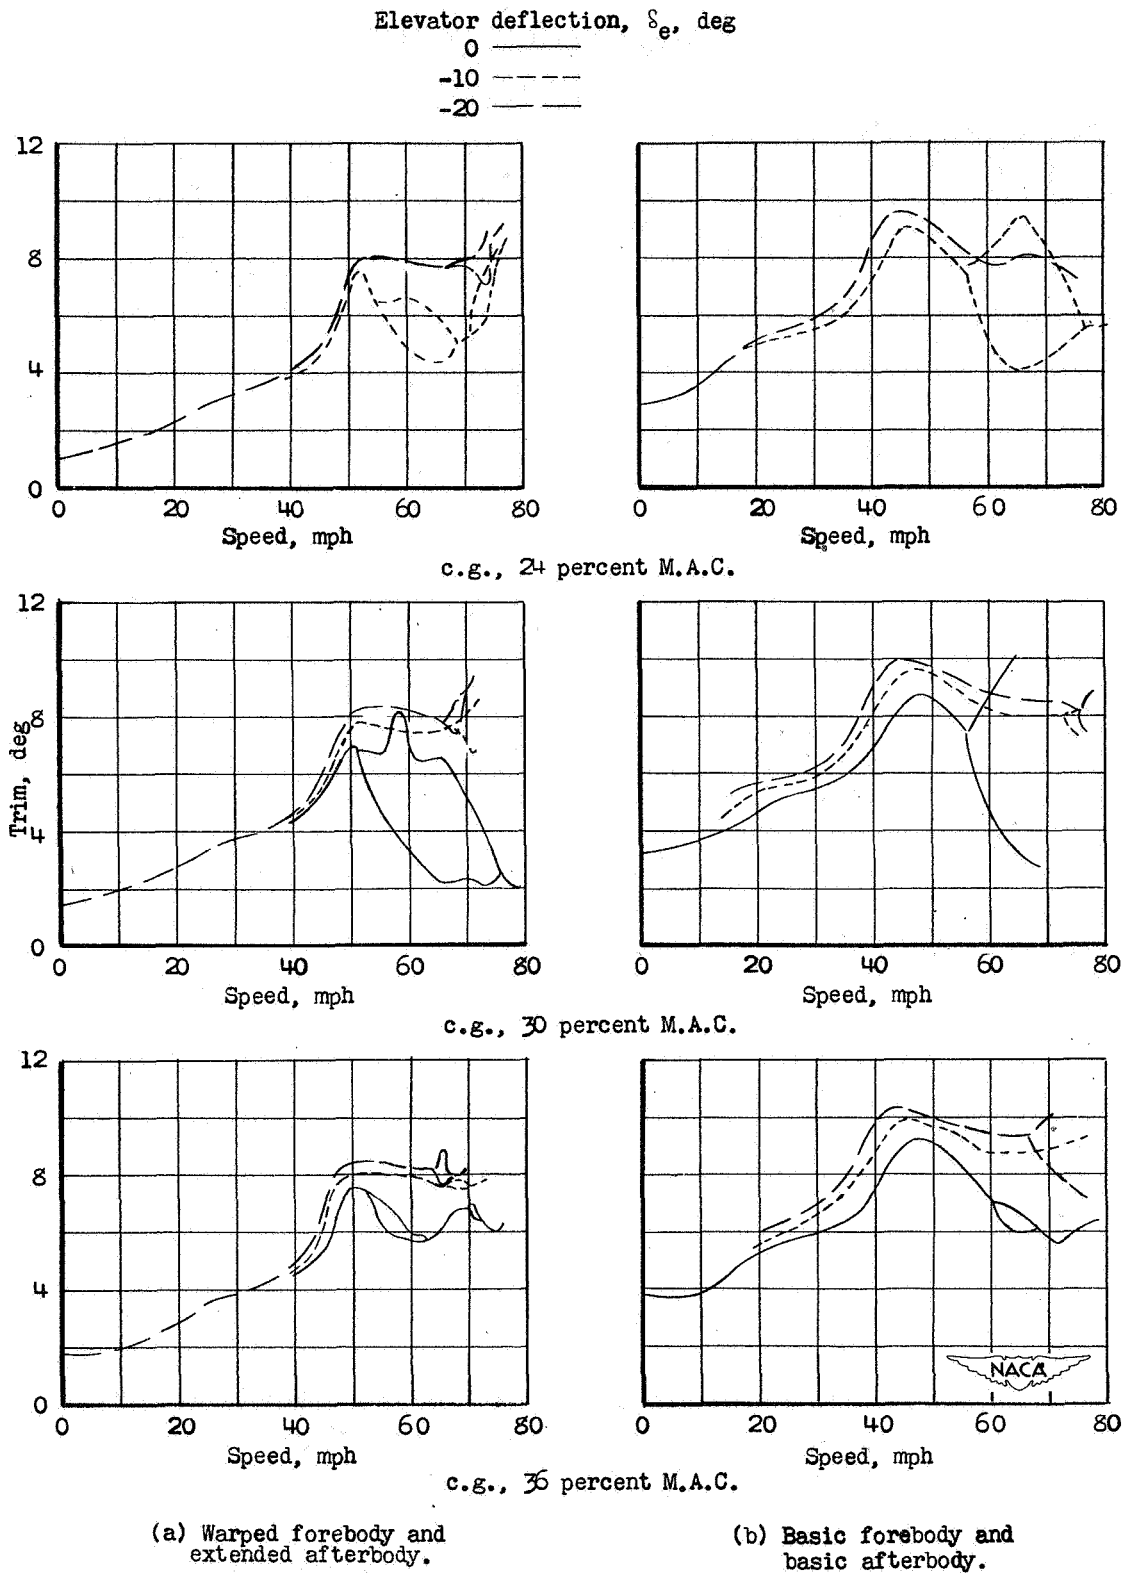 Elevator deflection, δe, deg
0
-10
-20
12
8
4
0
0 20 40 60 80
Speed, mph
0 20 40 60 80
Speed, mph
c.g., 24 percent M.A.C.
Trim, deg
12
8
4
0
0 20 40 60 80
Speed, mph
0 20 40 60 80
Speed, mph
c.g., 30 percent M.A.C.
12
8
4
0
0 20 40 60 80
Speed, mph
NACA
0 20 40 60 80
Speed, mph
c.g., 36 percent M.A.C.
(a) Warped forebody and
extended afterbody.
(b) Basic forebody and
basic afterbody.